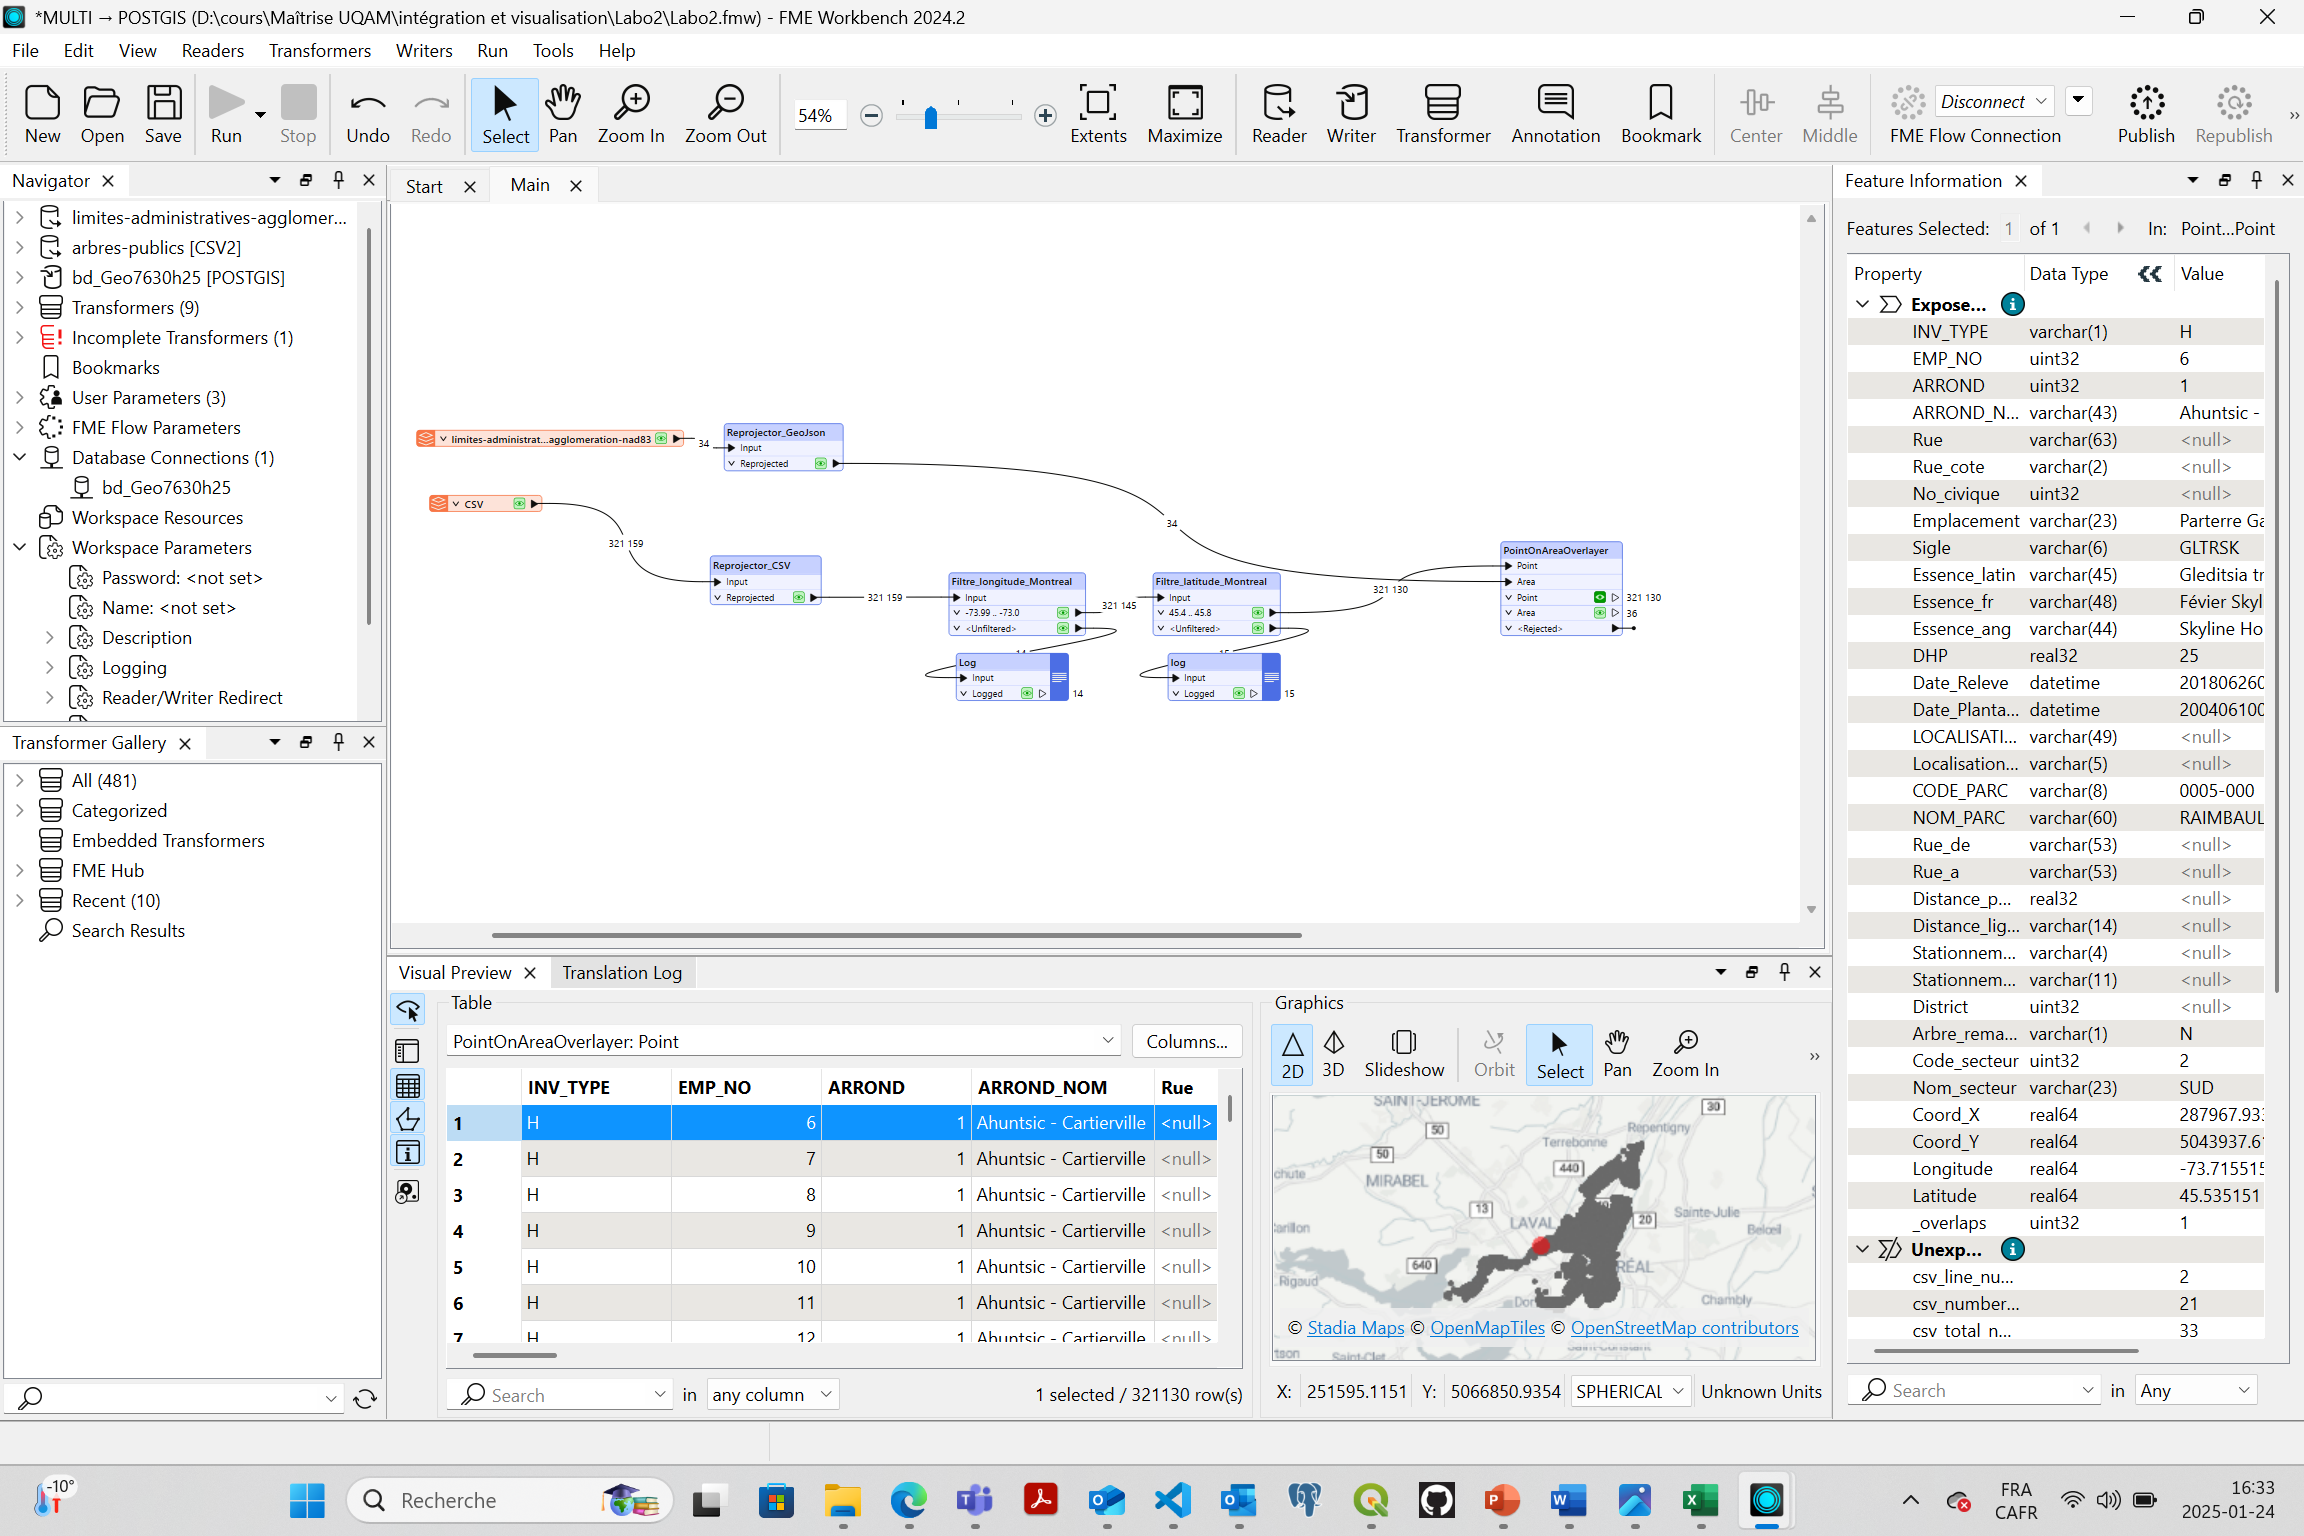 *MULTI → POSTGIS (D:\cours\Maîtrise UQAM\intégration et visualisation\Labo2\Labo2.fmw) - FME Workbench 2024.2
File Edit View Readers Transformers Writers Run Tools Help
New Open Save Run Stop Undo Redo Select Pan Zoom In Zoom Out 54% Extents Maximize Reader Writer Transformer Annotation Bookmark Center Middle Disconnect FME Flow Connection Publish Republish
Navigator
limites-administratives-agglomer...
arbres-publics [CSV2]
bd_Geo7630h25 [POSTGIS]
Transformers (9)
Incomplete Transformers (1)
Bookmarks
User Parameters (3)
FME Flow Parameters
Database Connections (1)
bd_Geo7630h25
Workspace Resources
Workspace Parameters
Password: <not set>
Name: <not set>
Description
Logging
Reader/Writer Redirect
Transformer Gallery
All (481)
Categorized
Embedded Transformers
FME Hub
Recent (10)
Search Results
Start Main
limites-administrat...agglomeration-nad83
34
Reprojector_GeoJson
Input
Reprojected
CSV
321 159
34
Reprojector_CSV
Input
Reprojected
321 159
Filtre_longitude_Montreal
Input
-73.99 .. -73.0
<Unfiltered>
321 145
14
Log
Input
Logged
14
Filtre_latitude_Montreal
Input
45.4 .. 45.8
<Unfiltered>
321 130
15
log
Input
Logged
15
PointOnAreaOverlayer
Point
Area
Point 321 130
Area 36
<Rejected>
Visual Preview Translation Log
Table
PointOnAreaOverlayer: Point
Columns...
INV_TYPE EMP_NO ARROND ARROND_NOM Rue
1 H 6 1 Ahuntsic - Cartierville <null>
2 H 7 1 Ahuntsic - Cartierville <null>
3 H 8 1 Ahuntsic - Cartierville <null>
4 H 9 1 Ahuntsic - Cartierville <null>
5 H 10 1 Ahuntsic - Cartierville <null>
6 H 11 1 Ahuntsic - Cartierville <null>
7 H 12 1 Ahuntsic - Cartierville <null>
Search in any column 1 selected / 321130 row(s)
Graphics
2D 3D Slideshow Orbit Select Pan Zoom In
SAINT-JEROME
30
50
Repentigny
Terrebonne
50
440
MIRABEL
13
LAVAL
20
Sainte-Julie
Belœil
640
RÉAL
Rigaud
Chambly
© Stadia Maps © OpenMapTiles © OpenStreetMap contributors
Saint-Clet
Saint-Constant
X: 251595.1151 Y: 5066850.9354 SPHERICAL Unknown Units
Feature Information
Features Selected: 1 of 1 In: Point...Point
Property Data Type Value
Expose...
INV_TYPE varchar(1) H
EMP_NO uint32 6
ARROND uint32 1
ARROND_N... varchar(43) Ahuntsic -
Rue varchar(63) <null>
Rue_cote varchar(2) <null>
No_civique uint32 <null>
Emplacement varchar(23) Parterre Ga
Sigle varchar(6) GLTRSK
Essence_latin varchar(45) Gleditsia tr
Essence_fr varchar(48) Févier Skyl
Essence_ang varchar(44) Skyline Ho
DHP real32 25
Date_Releve datetime 201806260
Date_Planta... datetime 200406100
LOCALISATI... varchar(49) <null>
Localisation... varchar(5) <null>
CODE_PARC varchar(8) 0005-000
NOM_PARC varchar(60) RAIMBAUL
Rue_de varchar(53) <null>
Rue_a varchar(53) <null>
Distance_p... real32 <null>
Distance_lig... varchar(14) <null>
Stationnem... varchar(4) <null>
Stationnem... varchar(11) <null>
District uint32 <null>
Arbre_rema... varchar(1) N
Code_secteur uint32 2
Nom_secteur varchar(23) SUD
Coord_X real64 287967.933
Coord_Y real64 5043937.61
Longitude real64 -73.715515
Latitude real64 45.535151
_overlaps uint32 1
Unexp...
csv_line_nu... 2
csv_number... 21
csv_total_n... 33
Search in Any
-10°
Recherche
FRA
CAFR
16:33
2025-01-24